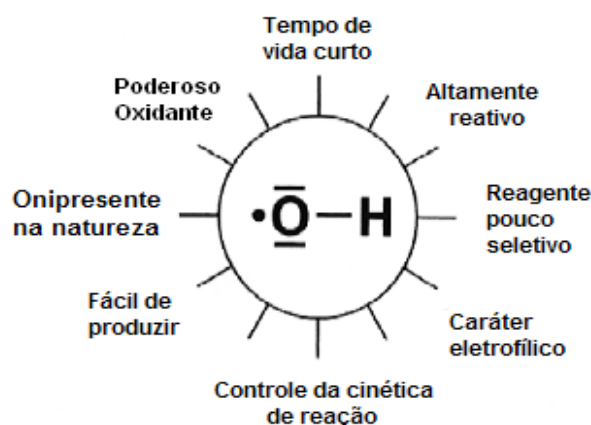 Tempo de
vida curto
Poderoso
Oxidante
Altamente
reativo
Onipresente
na natureza
•O–H
Reagente
pouco
seletivo
Fácil de
produzir
Caráter
eletrofílico
Controle da cinética
de reação